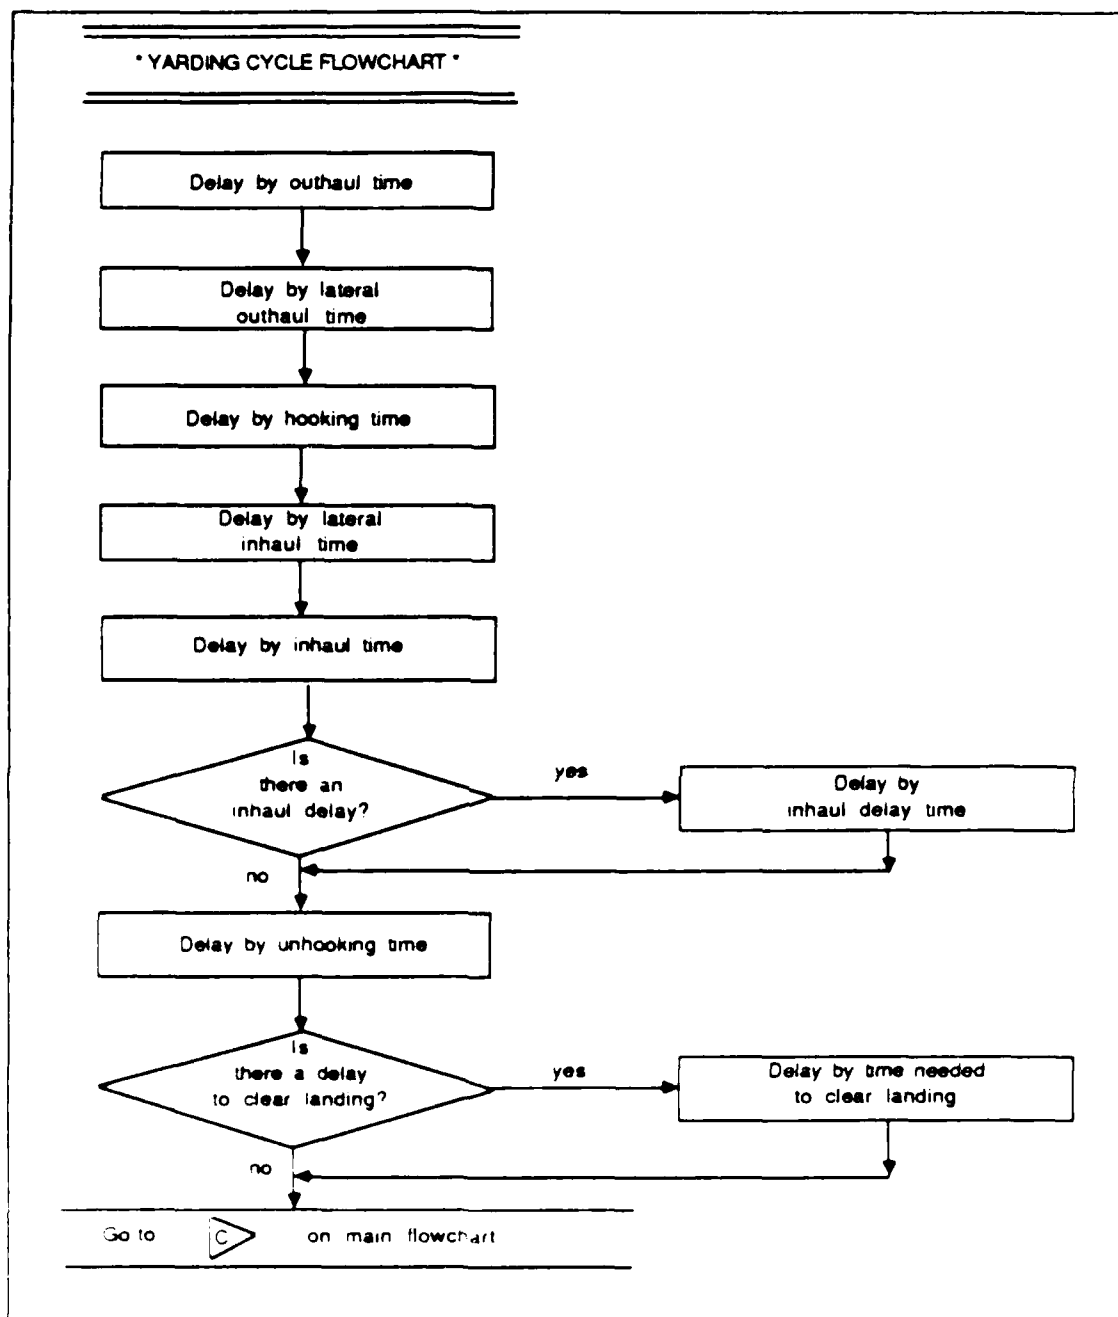 " YARDING CYCLE FLOWCHART "
Delay by outhaul time
Delay by lateral
outhaul time
Delay by hooking time
Delay by lateral
inhaul time
Delay by inhaul time
Is
there an
inhaul delay?
yes
Delay by
inhaul delay time
no
Delay by unhooking time
Is
there a delay
to clear landing?
yes
Delay by time needed
to clear landing
no
Go to C on main flowchart